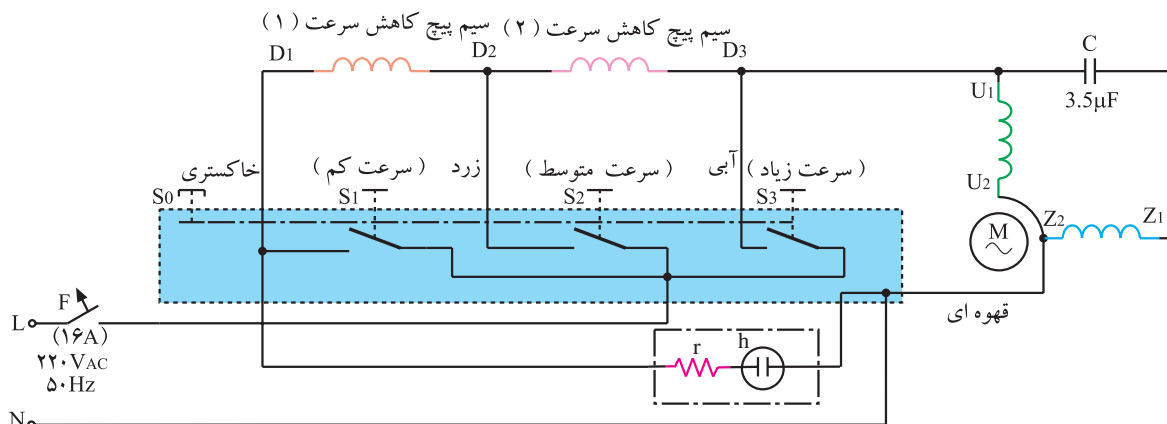 سیم پیچ کاهش سرعت (۱)
سیم پیچ کاهش سرعت (۲)
D1
D2
D3
C
3.5µF
U1
U2
Z2
Z1
M
خاکستری
(سرعت کم)
زرد
(سرعت متوسط)
آبی
(سرعت زیاد)
S0
S1
S2
S3
قهوه ای
F
L
(۱۶A)
۲۲۰VAC
۵۰Hz
r
h
N